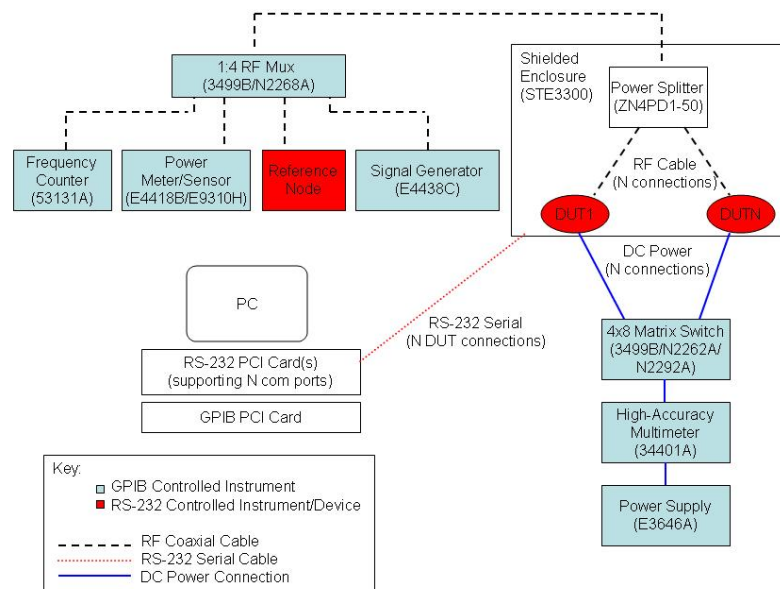 1:4 RF Mux
(3499B/N2268A)
Shielded
Enclosure
(STE3300)
Power Splitter
(ZN4PD1-50)
Frequency
Counter
(53131A)
Power
Meter/Sensor
(E4418B/E9310H)
Reference
Node
Signal Generator
(E4438C)
RF Cable
(N connections)
DUT1
DUTN
DC Power
(N connections)
PC
RS-232 Serial
(N DUT connections)
4x8 Matrix Switch
(3499B/N2262A/
N2292A)
RS-232 PCI Card(s)
(supporting N com ports)
GPIB PCI Card
High-Accuracy
Multimeter
(34401A)
Power Supply
(E3646A)
Key:
GPIB Controlled Instrument
RS-232 Controlled Instrument/Device
RF Coaxial Cable
RS-232 Serial Cable
DC Power Connection